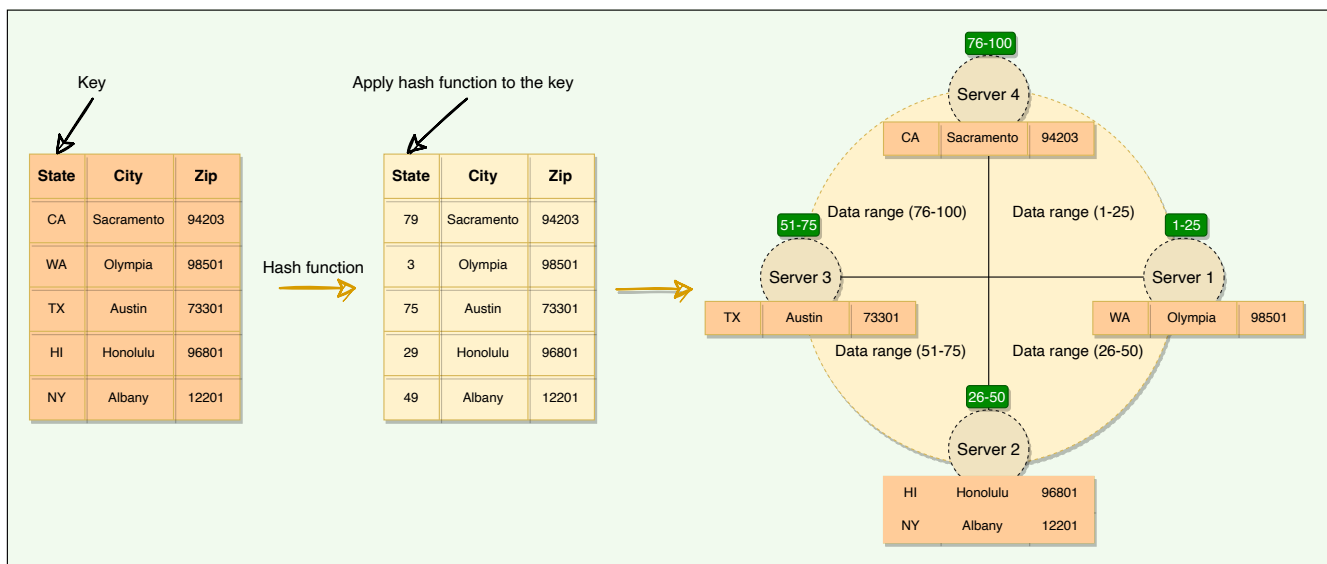 Key
State City Zip
CA Sacramento 94203
WA Olympia 98501
TX Austin 73301
HI Honolulu 96801
NY Albany 12201
Hash function
Apply hash function to the key
State City Zip
79 Sacramento 94203
3 Olympia 98501
75 Austin 73301
29 Honolulu 96801
49 Albany 12201
76-100
Server 4
CA Sacramento 94203
Data range (76-100) Data range (1-25)
51-75
Server 3
TX Austin 73301
1-25
Server 1
WA Olympia 98501
Data range (51-75) Data range (26-50)
26-50
Server 2
HI Honolulu 96801
NY Albany 12201